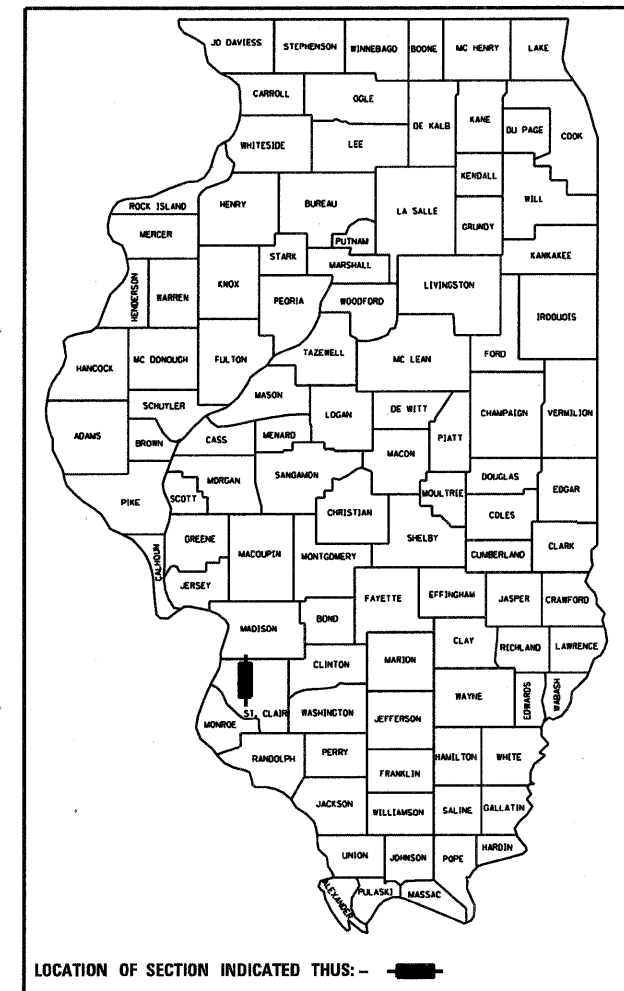 JO DAVIESS STEPHENSON WINNEBAGO BOONE MC HENRY LAKE
CARROLL OGLE DE KALB KANE DU PAGE COOK
WHITESIDE LEE KENDALL WILL
ROCK ISLAND HENRY BUREAU LA SALLE GRUNDY
MERCER PUTNAM KANKAKEE
HENDERSON WARREN KNOX STARK MARSHALL LIVINGSTON
PEORIA WOODFORD IROQUOIS
HANCOCK MC DONOUGH FULTON TAZEWELL MC LEAN FORD
SCHUYLER MASON LOGAN DE WITT CHAMPAIGN VERMILION
ADAMS BROWN CASS MENARD MACON PIATT
PIKE SCOTT MORGAN SANGAMON MOULTRIE DOUGLAS EDGAR
CHRISTIAN COLES
CALHOUN GREENE MACOUPIN MONTGOMERY SHELBY CUMBERLAND CLARK
JERSEY FAYETTE EFFINGHAM JASPER CRAWFORD
MADISON BOND CLAY RICHLAND LAWRENCE
CLINTON MARION WAYNE EDWARDS WABASH
MONROE ST. CLAIR WASHINGTON JEFFERSON
RANDOLPH PERRY HAMILTON WHITE
FRANKLIN
JACKSON WILLIAMSON SALINE GALLATIN
UNION JOHNSON POPE HARDIN
ALEXANDER PULASKI MASSAC
LOCATION OF SECTION INDICATED THUS: –